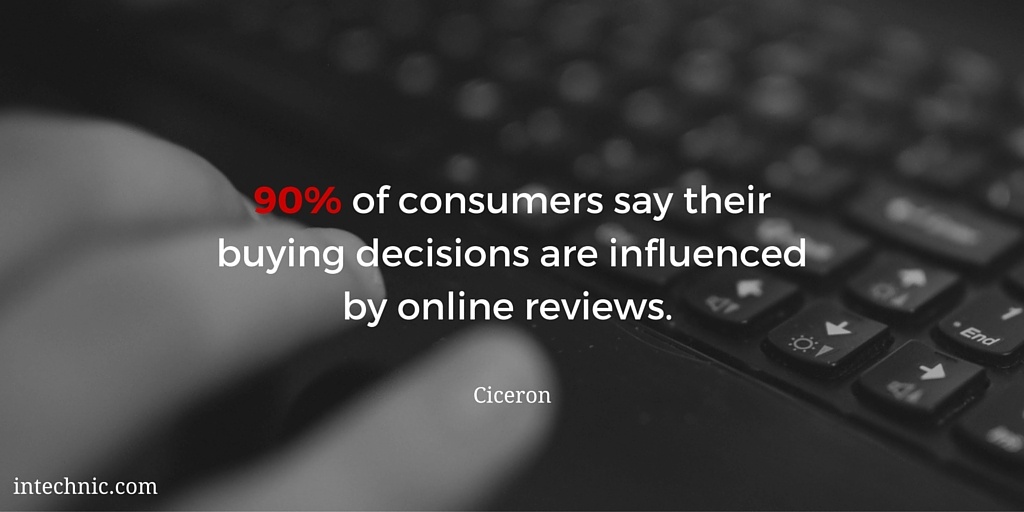 90% of consumers say their
buying decisions are influenced
by online reviews.
Ciceron
End
intechnic.com